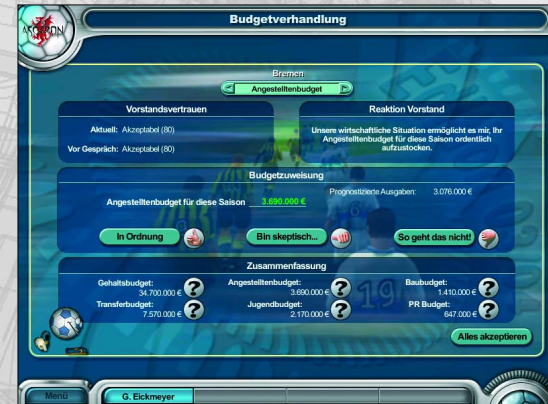 ASCARON
Budgetverhandlung
Bremen
Angestelltenbudget
Vorstandsvertrauen
Aktuell: Akzeptabel (80)
Vor Gespräch: Akzeptabel (80)
Reaktion Vorstand
Unsere wirtschaftliche Situation ermöglicht es mir, Ihr
Angestelltenbudget für diese Saison ordentlich
aufzustocken.
Budgetzuweisung
Angestelltenbudget für diese Saison 3.690.000 €
Prognostizierte Ausgaben: 3.076.000 €
In Ordnung
Bin skeptisch...
So geht das nicht!
Zusammenfassung
Gehaltsbudget:
34.700.000 €
Angestelltenbudget:
3.690.000 €
Baubudget:
1.410.000 €
Transferbudget:
7.570.000 €
Jugendbudget:
2.170.000 €
PR Budget:
647.000 €
19
Alles akzeptieren
Menü
G. Eickmeyer